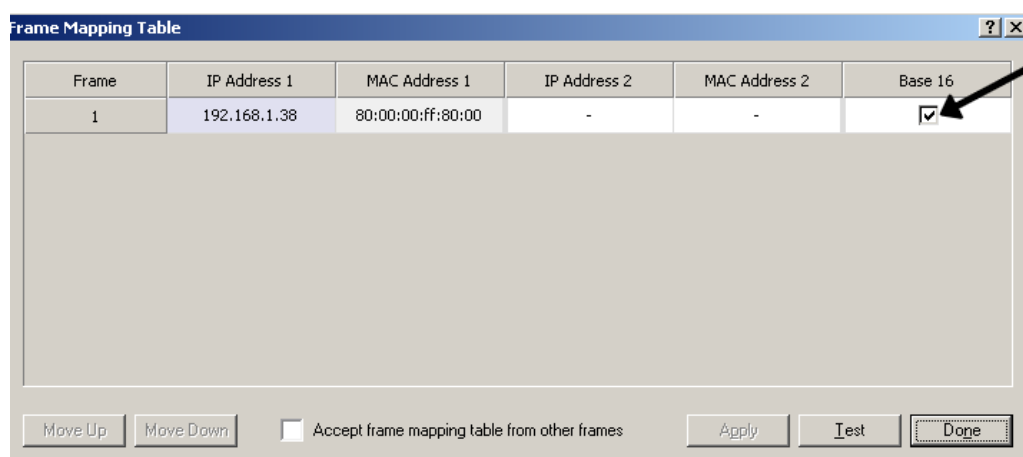 Frame Mapping Table
Frame IP Address 1 MAC Address 1 IP Address 2 MAC Address 2 Base 16
1 192.168.1.38 80:00:00:ff:80:00 - -
Move Up Move Down Accept frame mapping table from other frames Apply Test Done